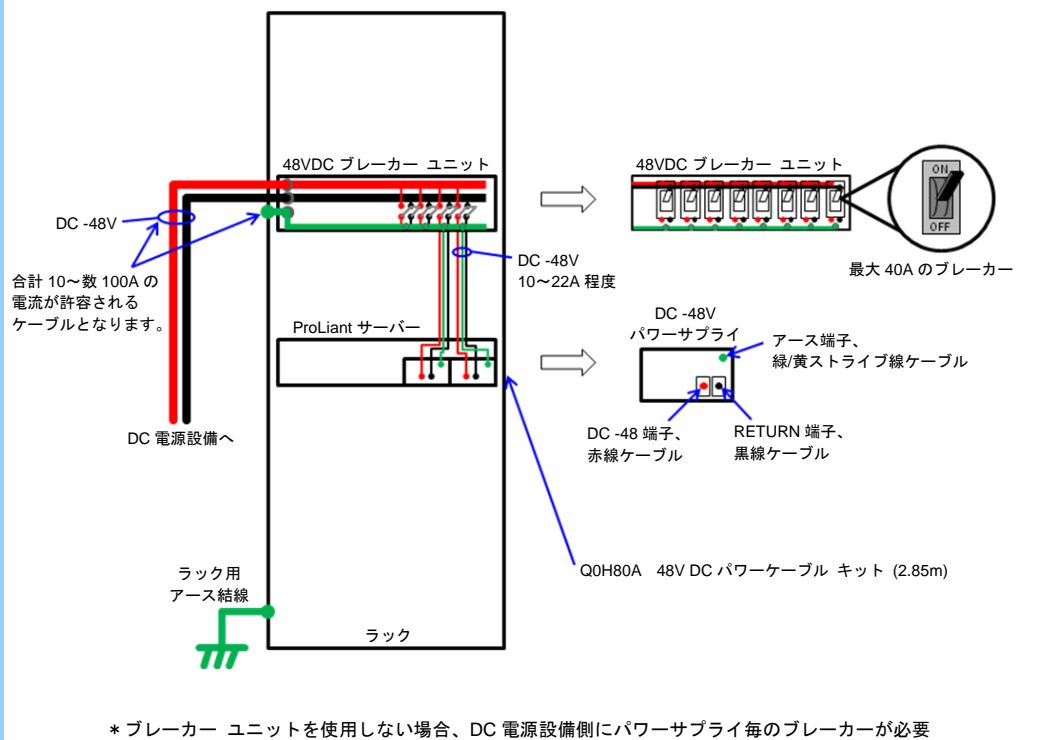 48VDC ブレーカー ユニット
48VDC ブレーカー ユニット
ON
OFF
DC -48V
DC -48V
10～22A 程度
最大 40A のブレーカー
合計 10～数 100A の
電流が許容される
ケーブルとなります。
ProLiant サーバー
DC -48V
パワーサプライ
アース端子、
緑/黄ストライプ線ケーブル
DC 電源設備へ
DC -48 端子、
赤線ケーブル
RETURN 端子、
黒線ケーブル
ラック用
アース結線
Q0H80A 48V DC パワーケーブル キット (2.85m)
ラック
* ブレーカー ユニットを使用しない場合、DC 電源設備側にパワーサプライ毎のブレーカーが必要